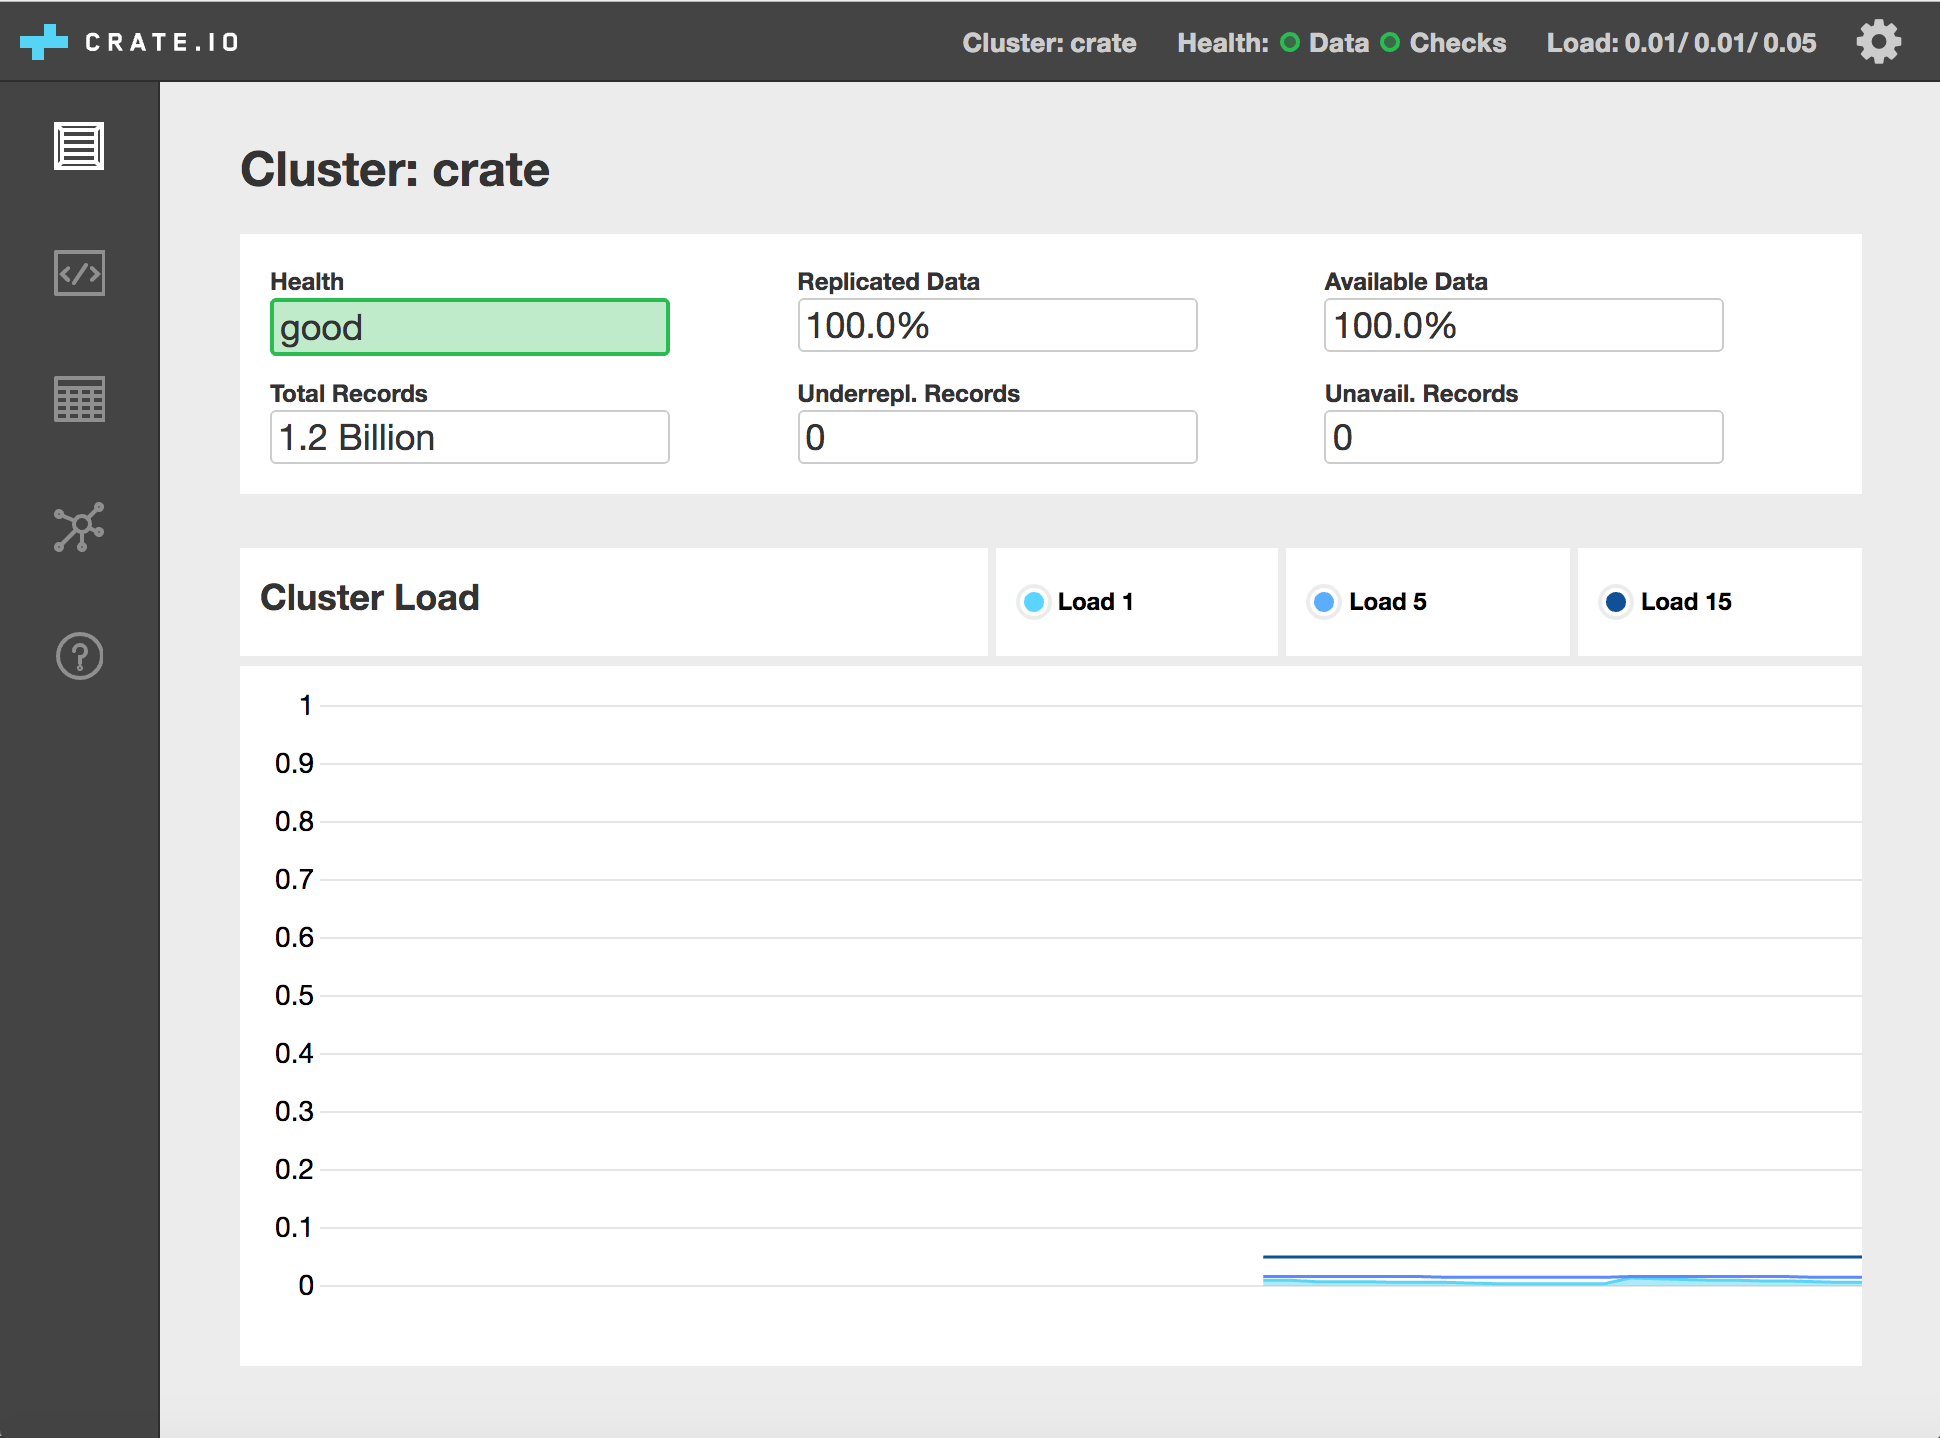 CRATE.IO
Cluster: crate Health: Data Checks Load: 0.01/ 0.01/ 0.05
Cluster: crate
Health Replicated Data Available Data
good 100.0% 100.0%
Total Records Underrepl. Records Unavail. Records
1.2 Billion 0 0
Cluster Load Load 1 Load 5 Load 15
1
0.9
0.8
0.7
0.6
0.5
0.4
0.3
0.2
0.1
0